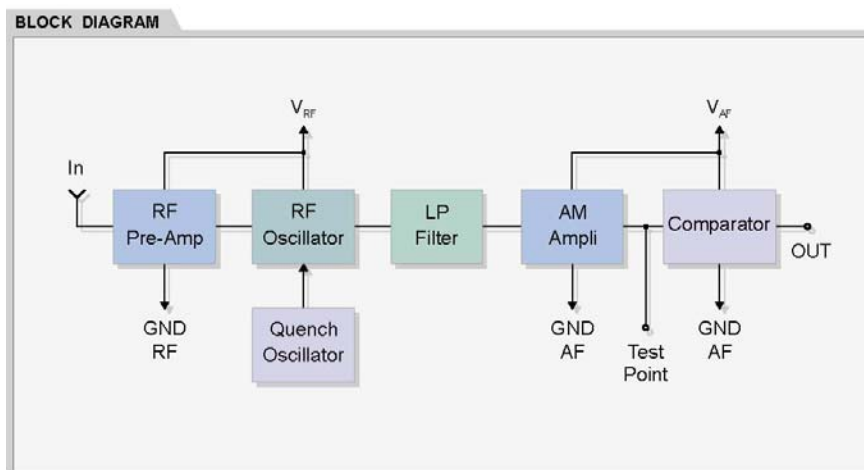 BLOCK DIAGRAM
V_RF
V_AF
In
RF
Pre-Amp
RF
Oscillator
LP
Filter
AM
Ampli
Comparator
OUT
GND
RF
Quench
Oscillator
GND
AF
Test
Point
GND
AF